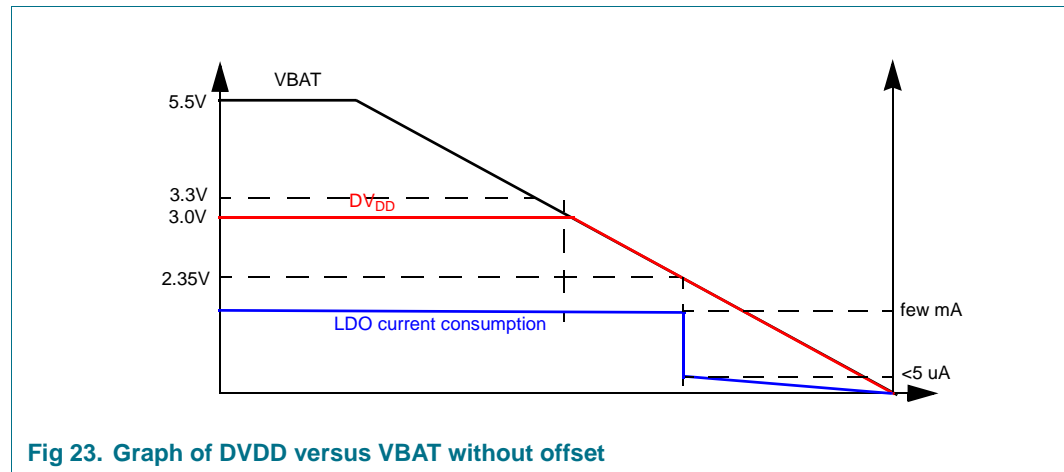 VBAT
5.5V
3.3V
DVDD
3.0V
2.35V
few mA
LDO current consumption
<5 uA
Fig 23. Graph of DVDD versus VBAT without offset